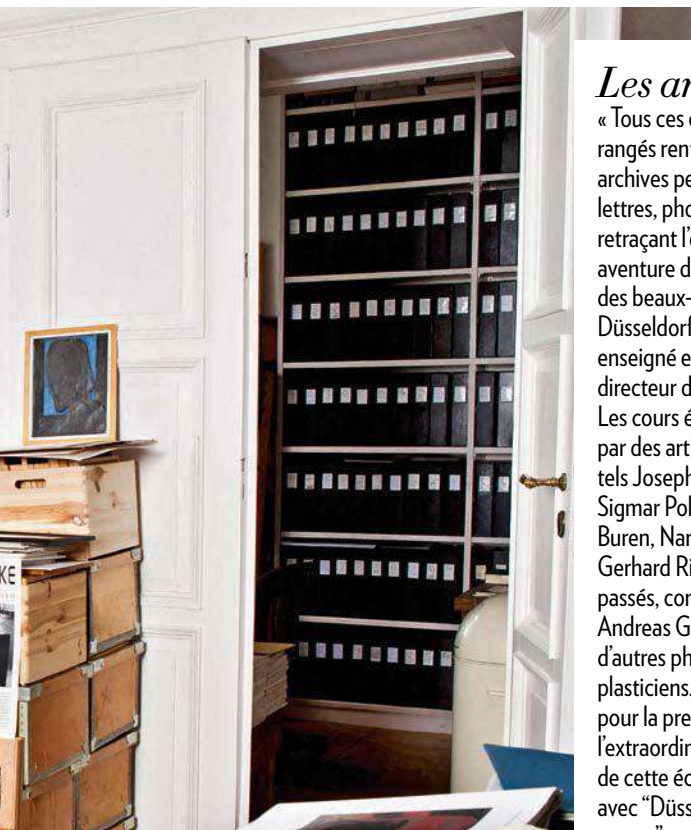 KE
Les ar
« Tous ces
rangés ren
archives pe
lettres, pho
retraçant l'
aventure d
des beaux-
Düsseldorf
enseigné e
directeur d
Les cours é
par des art
tels Joseph
Sigmar Pol
Buren, Nan
Gerhard Ri
passés, con
Andreas G
d'autres ph
plasticiens.
pour la pre
l'extraordin
de cette éc
avec “Düss